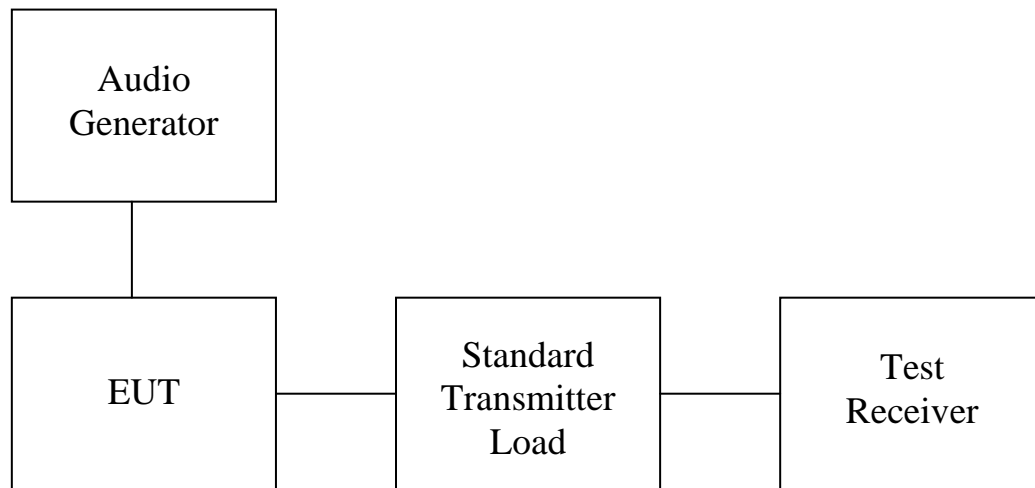 Audio
Generator
EUT
Standard
Transmitter
Load
Test
Receiver